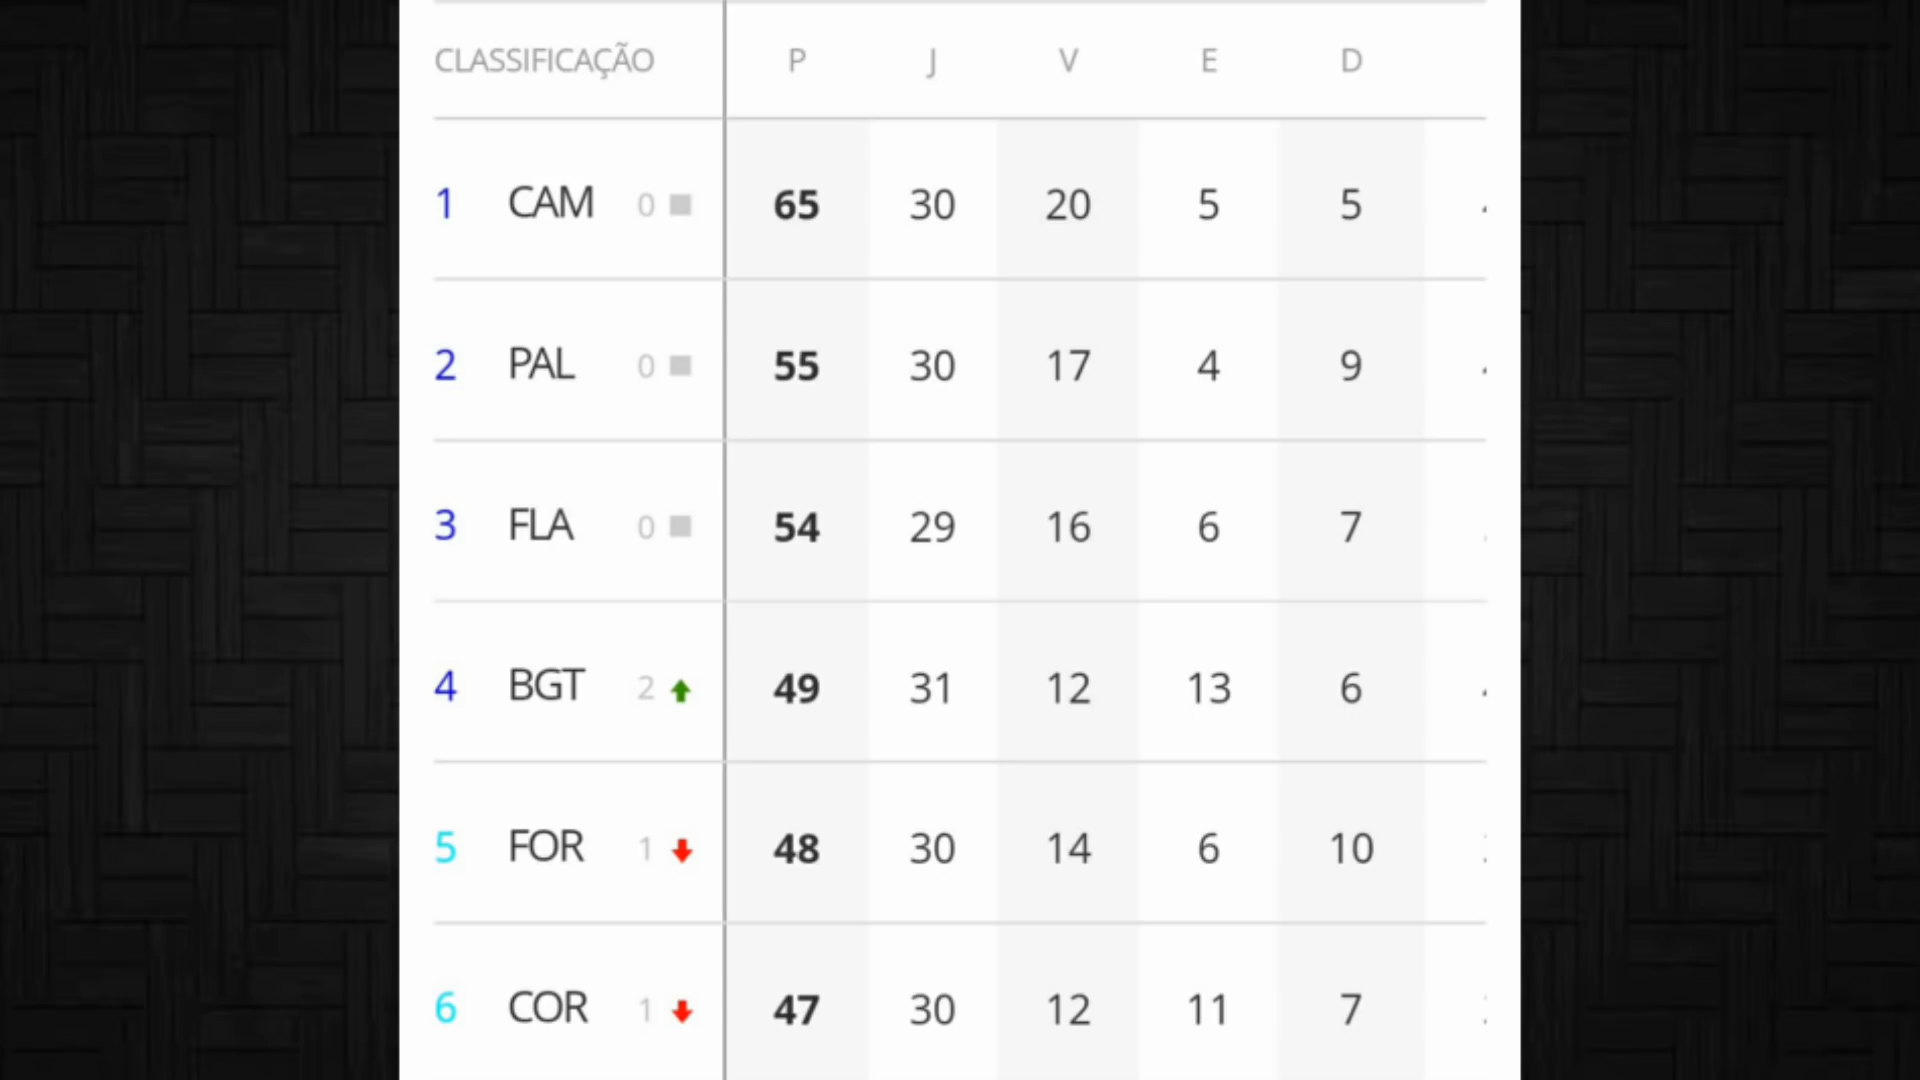 CLASSIFICAÇÃO P J V E D
1 CAM 0 65 30 20 5 5
2 PAL 0 55 30 17 4 9
3 FLA 0 54 29 16 6 7
4 BGT 2 49 31 12 13 6
5 FOR 1 48 30 14 6 10
6 COR 1 47 30 12 11 7